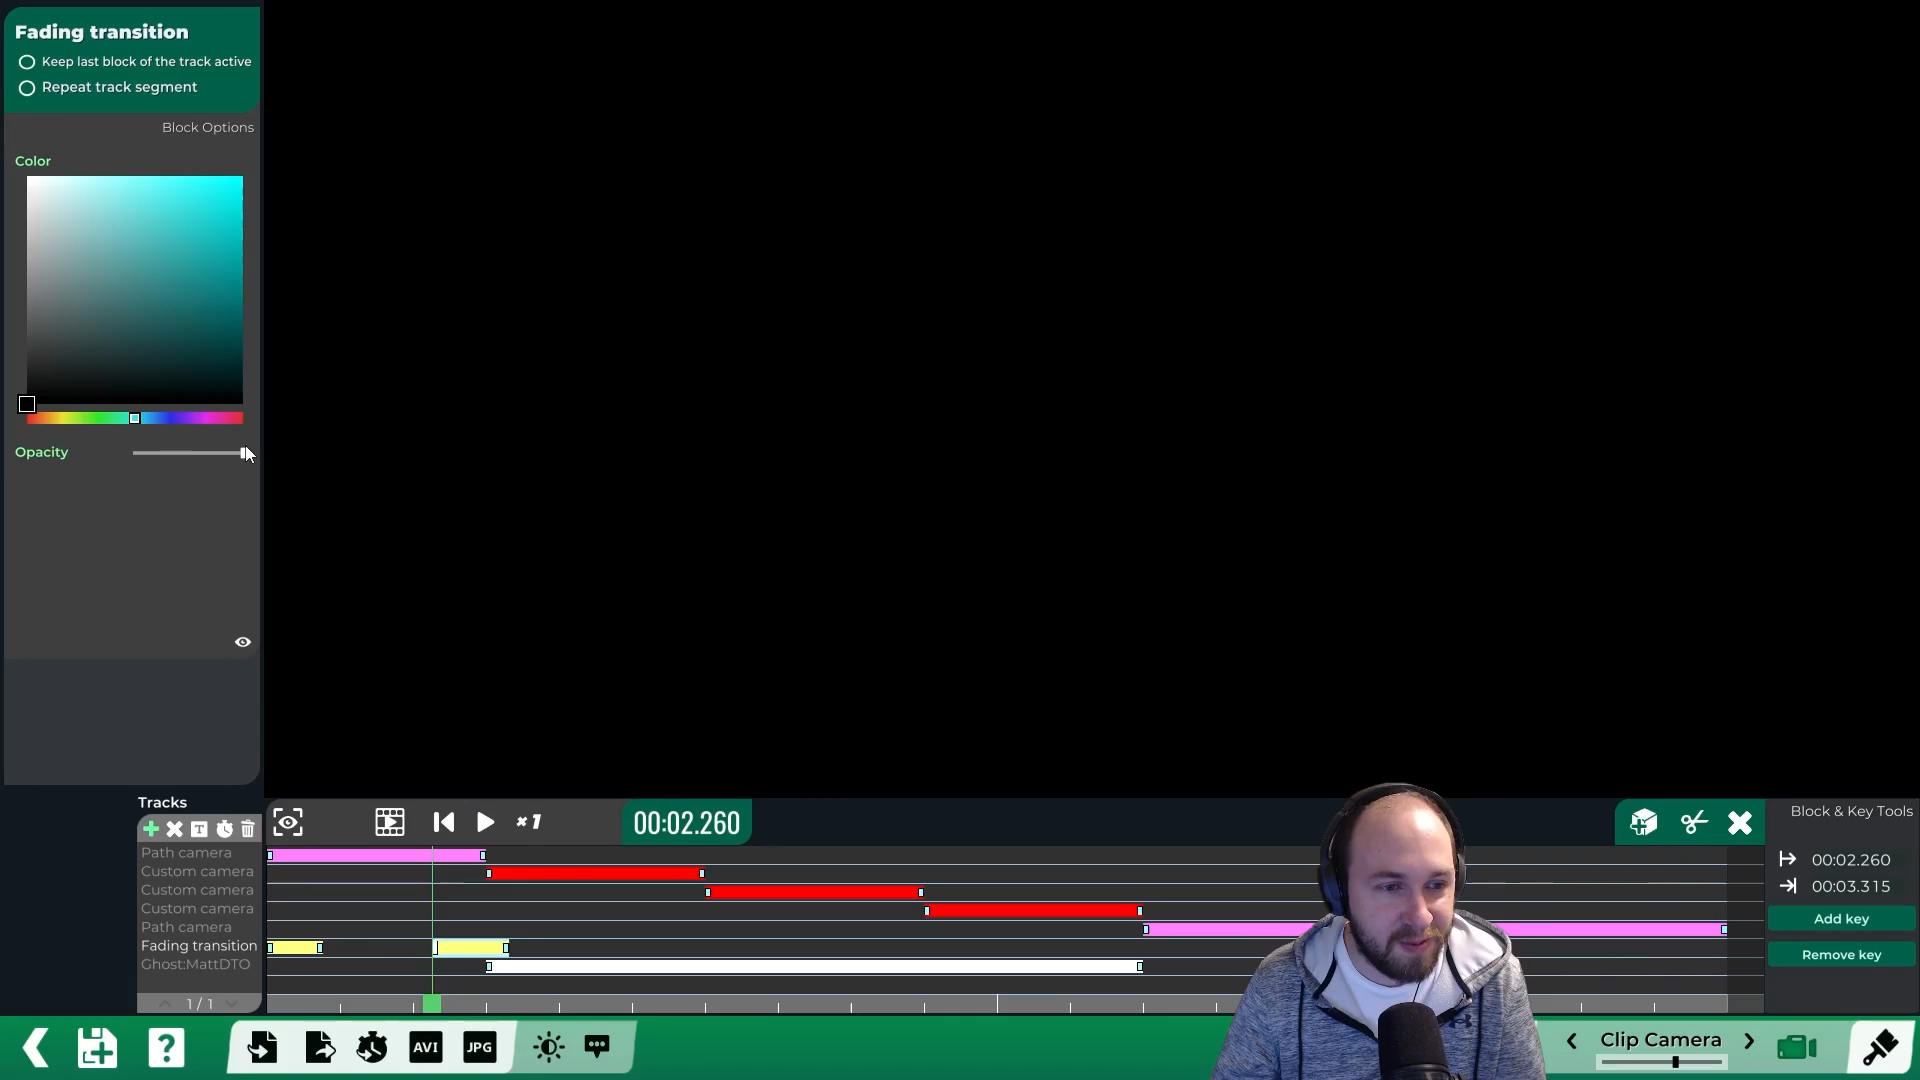 Fading transition
Keep last block of the track active
Repeat track segment
Block Options
Color
Opacity
Tracks
T
Path camera
Custom camera
Custom camera
Custom camera
Path camera
Fading transition
Ghost:MattDTO
1 / 1
×1
00:02.260
Block & Key Tools
00:02.260
00:03.315
Add key
Remove key
?
AVI
JPG
Clip Camera